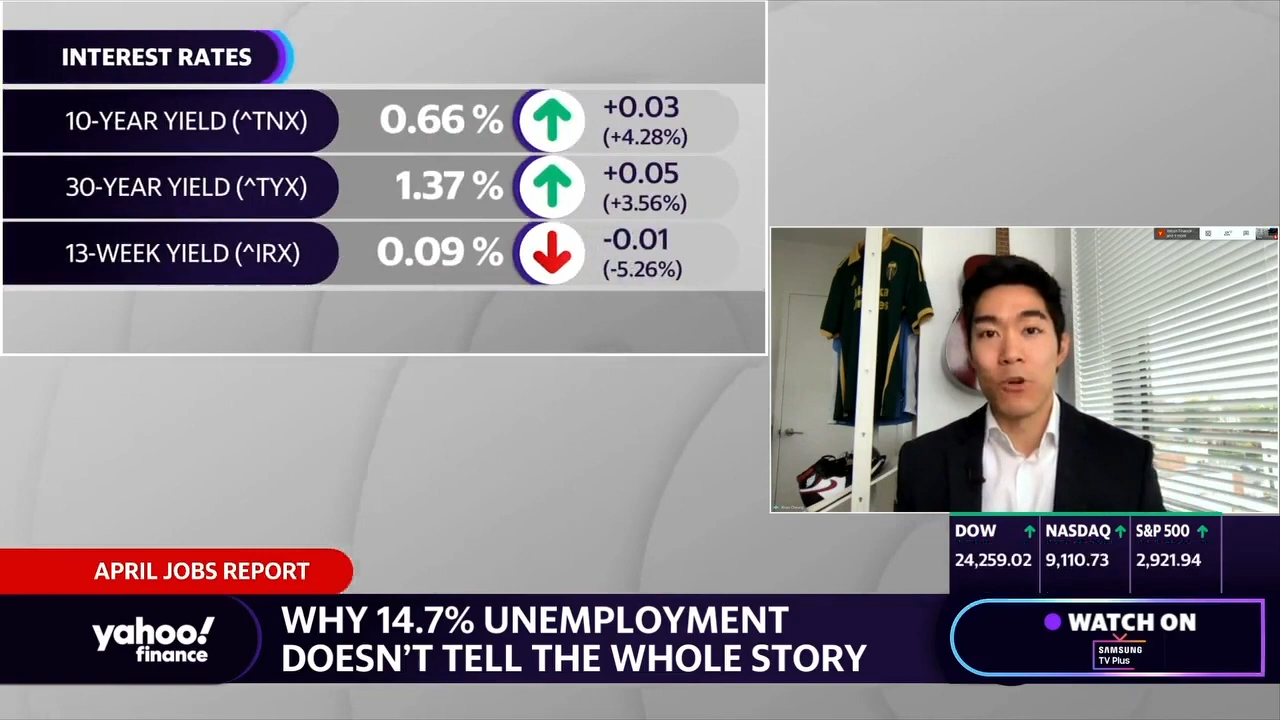 INTEREST RATES
10-YEAR YIELD (^TNX) 0.66 % +0.03
(+4.28%)
30-YEAR YIELD (^TYX) 1.37 % +0.05
(+3.56%)
13-WEEK YIELD (^IRX) 0.09 % -0.01
(-5.26%)
DOW NASDAQ S&P 500
24,259.02 9,110.73 2,921.94
APRIL JOBS REPORT
yahoo!
finance
WHY 14.7% UNEMPLOYMENT
DOESN'T TELL THE WHOLE STORY
WATCH ON
SAMSUNG
TV Plus